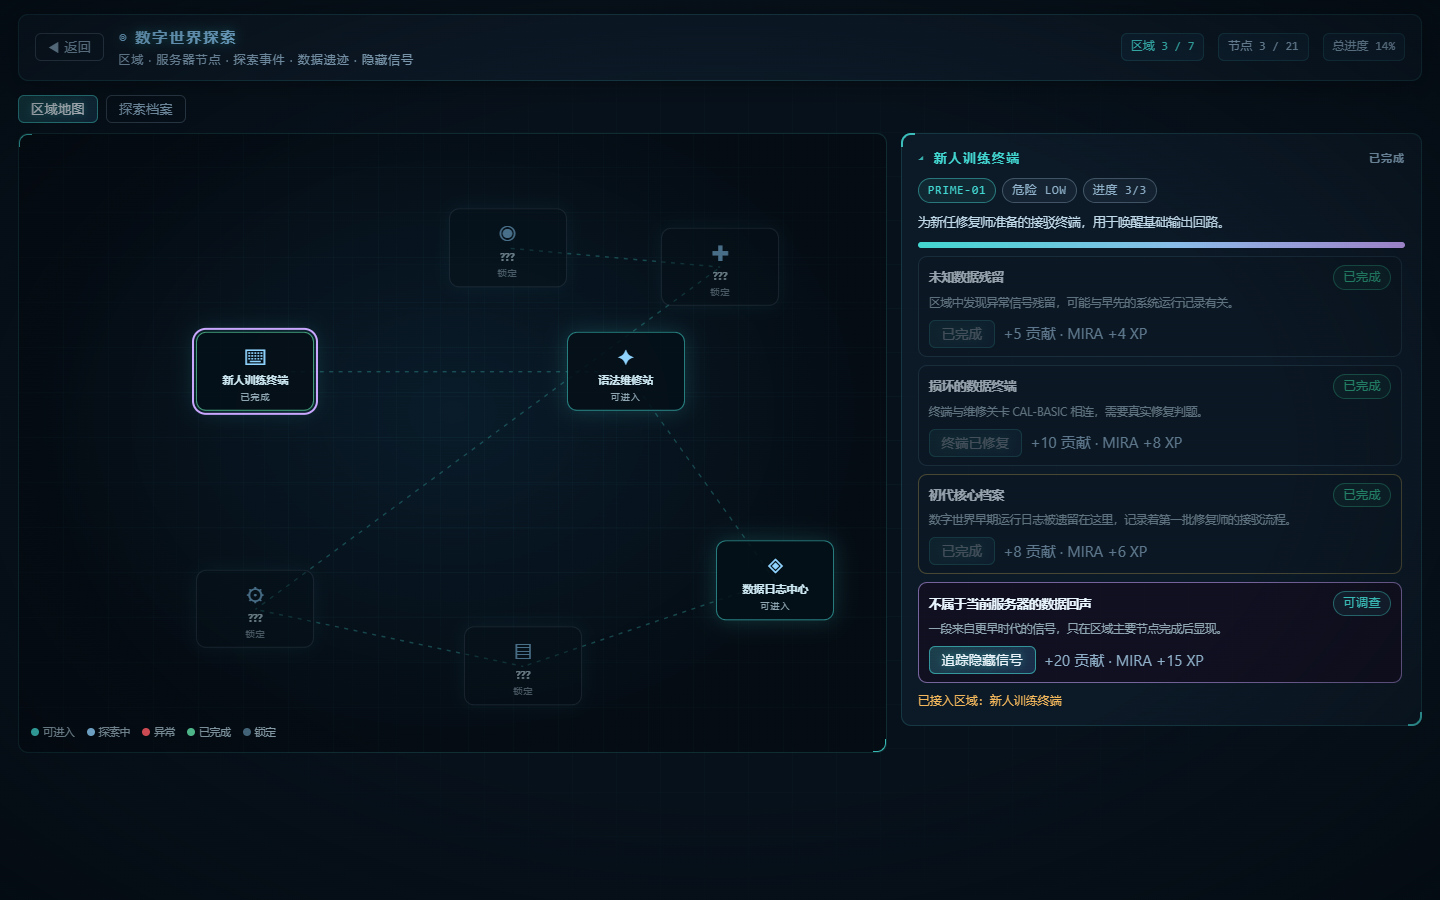 ◀ 返回
◎ 数字世界探索
区域 · 服务器节点 · 探索事件 · 数据遗迹 · 隐藏信号
区域 3 / 7
节点 3 / 21
总进度 14%
区域地图
探索档案
???
锁定
???
锁定
新人训练终端
已完成
语法维修站
可进入
数据日志中心
可进入
???
锁定
???
锁定
可进入
探索中
异常
已完成
锁定
新人训练终端
已完成
PRIME-01
危险 LOW
进度 3/3
为新任修复师准备的接驳终端，用于唤醒基础输出回路。
未知数据残留
已完成
区域中发现异常信号残留，可能与早先的系统运行记录有关。
已完成
+5 贡献 · MIRA +4 XP
损坏的数据终端
已完成
终端与维修关卡 CAL-BASIC 相连，需要真实修复判题。
终端已修复
+10 贡献 · MIRA +8 XP
初代核心档案
已完成
数字世界早期运行日志被遗留在这里，记录着第一批修复师的接驳流程。
已完成
+8 贡献 · MIRA +6 XP
不属于当前服务器的数据回声
可调查
一段来自更早时代的信号，只在区域主要节点完成后显现。
追踪隐藏信号
+20 贡献 · MIRA +15 XP
已接入区域：新人训练终端